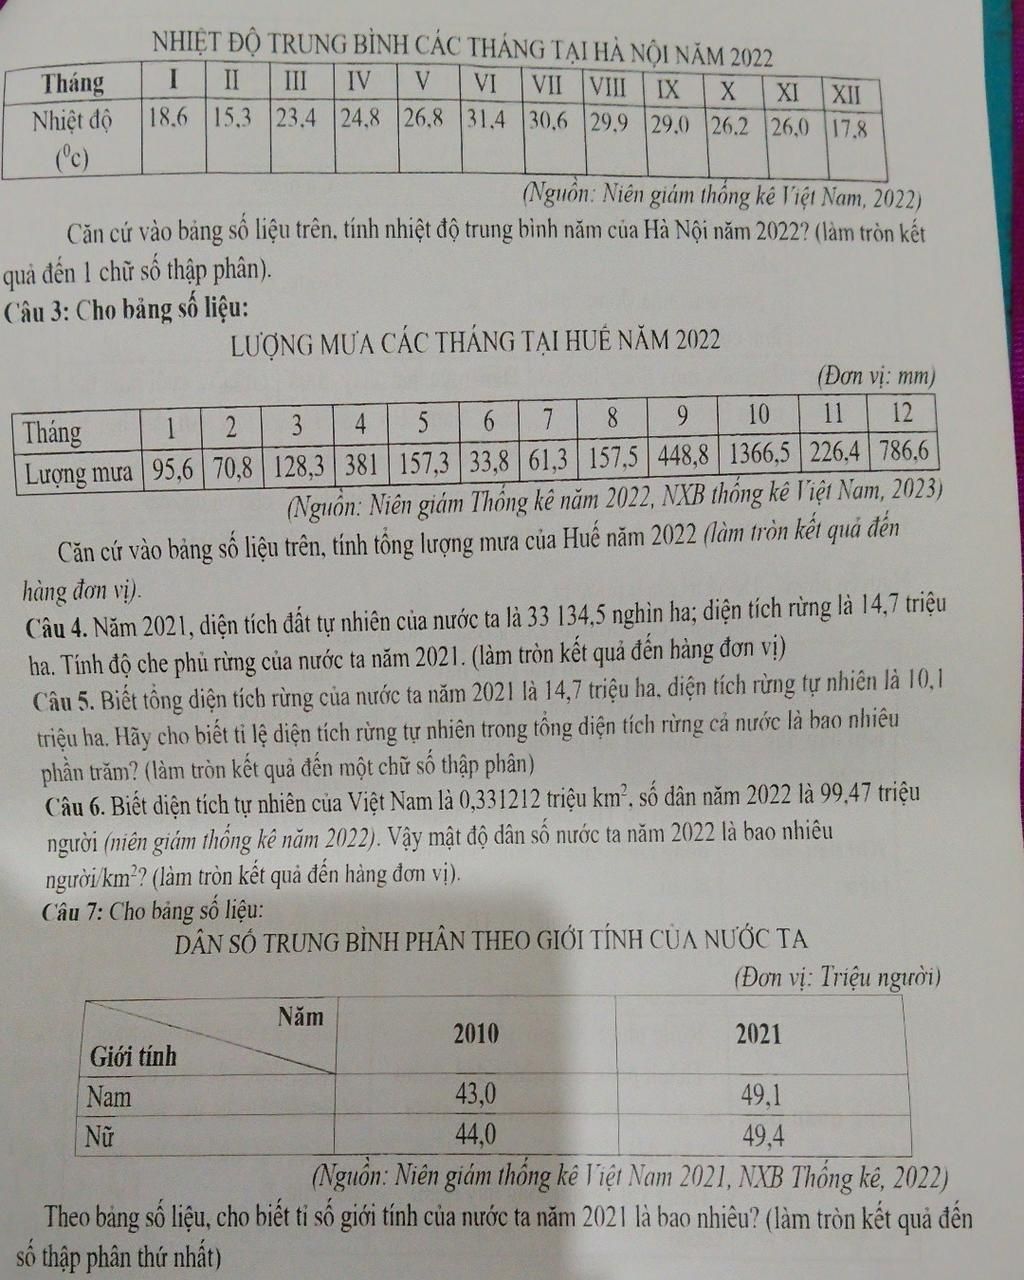 NHIỆT ĐỘ TRUNG BÌNH CÁC THÁNG TẠI HÀ NỘI NĂM 2022
Tháng I II III IV V VI VII VIII IX X XI XII
Nhiệt độ 18,6 15,3 23,4 24,8 26,8 31,4 30,6 29,9 29,0 26,2 26,0 17,8
(⁰c)
(Nguồn: Niên giám thống kê Việt Nam, 2022)
Căn cứ vào bảng số liệu trên, tính nhiệt độ trung bình năm của Hà Nội năm 2022? (làm tròn kết
quả đến 1 chữ số thập phân).
Câu 3: Cho bảng số liệu:
LƯỢNG MƯA CÁC THÁNG TẠI HUẾ NĂM 2022
(Đơn vị: mm)
Tháng 1 2 3 4 5 6 7 8 9 10 11 12
Lượng mưa 95,6 70,8 128,3 381 157,3 33,8 61,3 157,5 448,8 1366,5 226,4 786,6
(Nguồn: Niên giám Thống kê năm 2022, NXB thống kê Việt Nam, 2023)
Căn cứ vào bảng số liệu trên, tính tổng lượng mưa của Huế năm 2022 (làm tròn kết quả đến
hàng đơn vị).
Câu 4. Năm 2021, diện tích đất tự nhiên của nước ta là 33 134,5 nghìn ha; diện tích rừng là 14,7 triệu
ha. Tính độ che phủ rừng của nước ta năm 2021. (làm tròn kết quả đến hàng đơn vị)
Câu 5. Biết tổng diện tích rừng của nước ta năm 2021 là 14,7 triệu ha, diện tích rừng tự nhiên là 10,1
triệu ha. Hãy cho biết tỉ lệ diện tích rừng tự nhiên trong tổng diện tích rừng cả nước là bao nhiêu
phần trăm? (làm tròn kết quả đến một chữ số thập phân)
Câu 6. Biết diện tích tự nhiên của Việt Nam là 0,331212 triệu km², số dân năm 2022 là 99,47 triệu
người (niên giám thống kê năm 2022). Vậy mật độ dân số nước ta năm 2022 là bao nhiêu
người/km²? (làm tròn kết quả đến hàng đơn vị).
Câu 7: Cho bảng số liệu:
DÂN SỐ TRUNG BÌNH PHÂN THEO GIỚI TÍNH CỦA NƯỚC TA
(Đơn vị: Triệu người)
Năm
Giới tính
2010 2021
Nam 43,0 49,1
Nữ 44,0 49,4
(Nguồn: Niên giám thống kê Việt Nam 2021, NXB Thống kê, 2022)
Theo bảng số liệu, cho biết tỉ số giới tính của nước ta năm 2021 là bao nhiêu? (làm tròn kết quả đến
số thập phân thứ nhất)